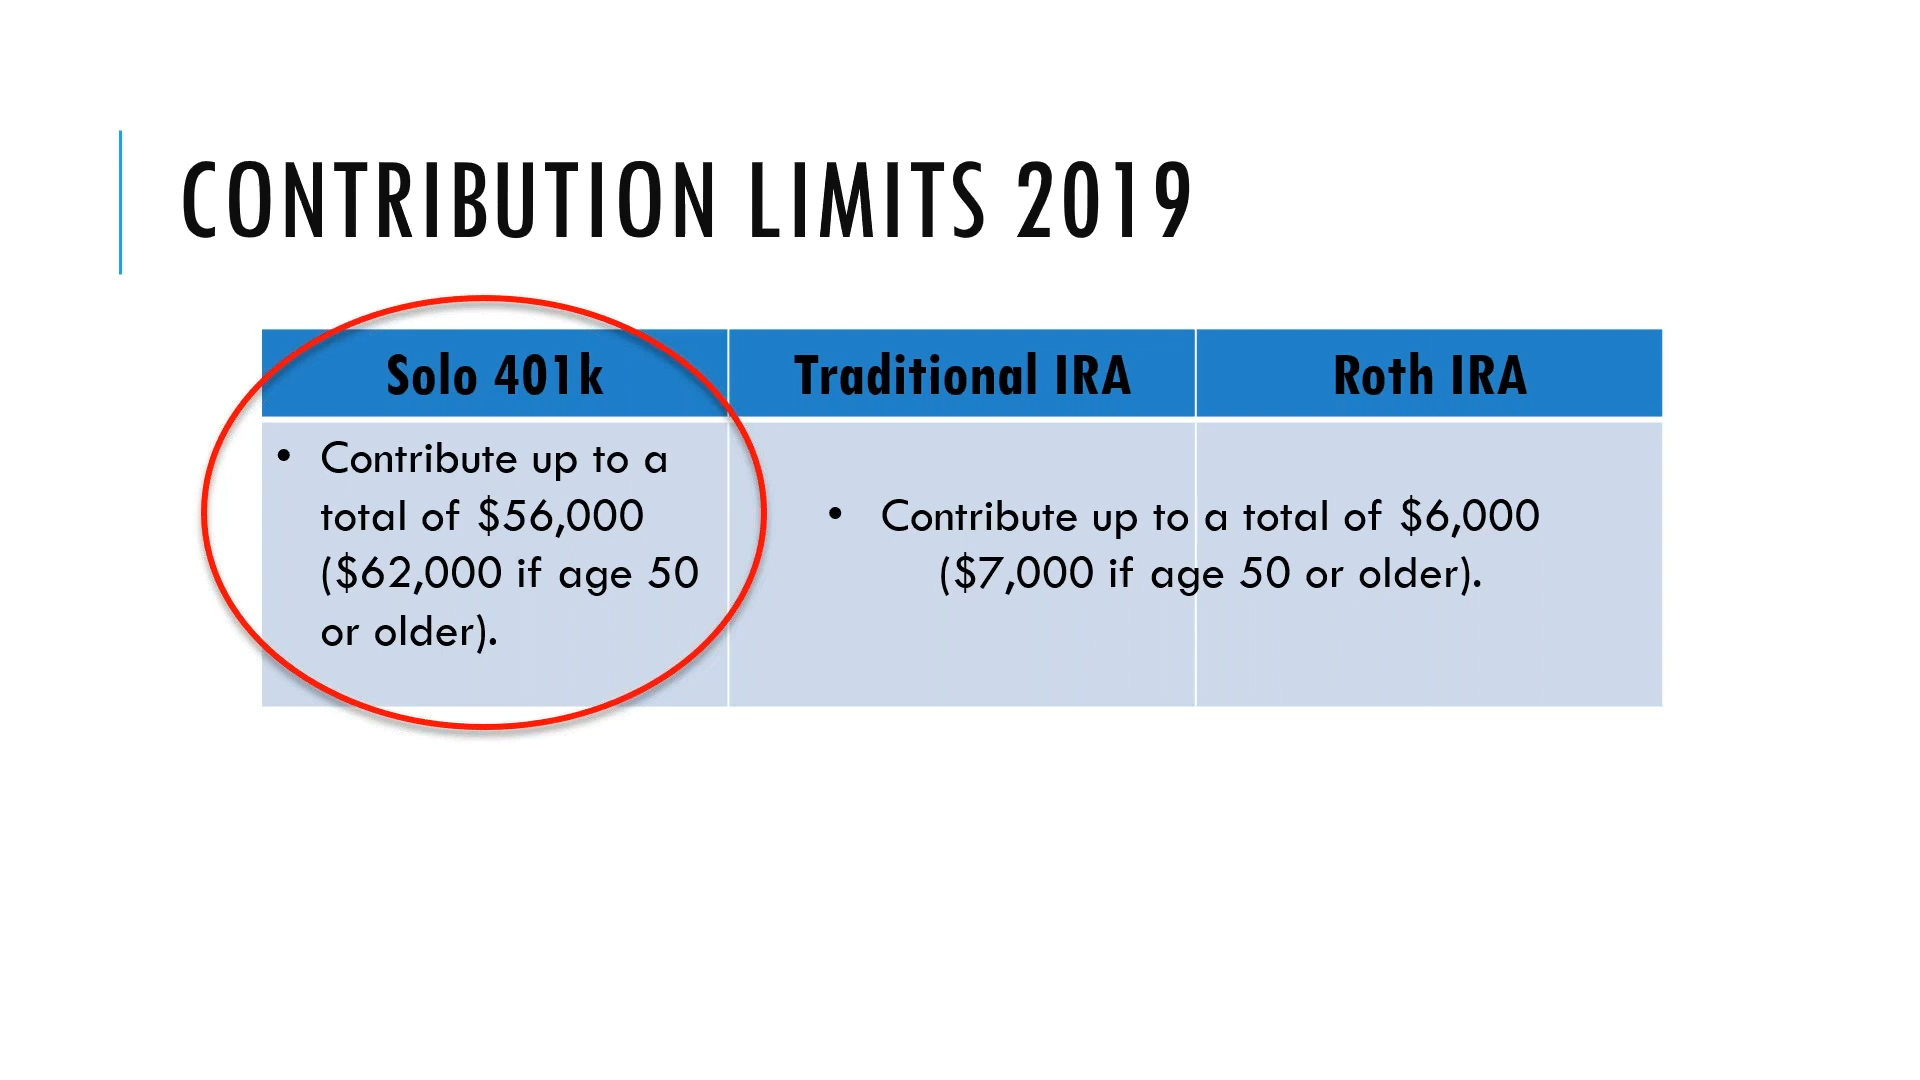 CONTRIBUTION LIMITS 2019
Solo 401k
Traditional IRA
Roth IRA
• Contribute up to a
total of $56,000
($62,000 if age 50
or older).
• Contribute up to a total of $6,000
($7,000 if age 50 or older).